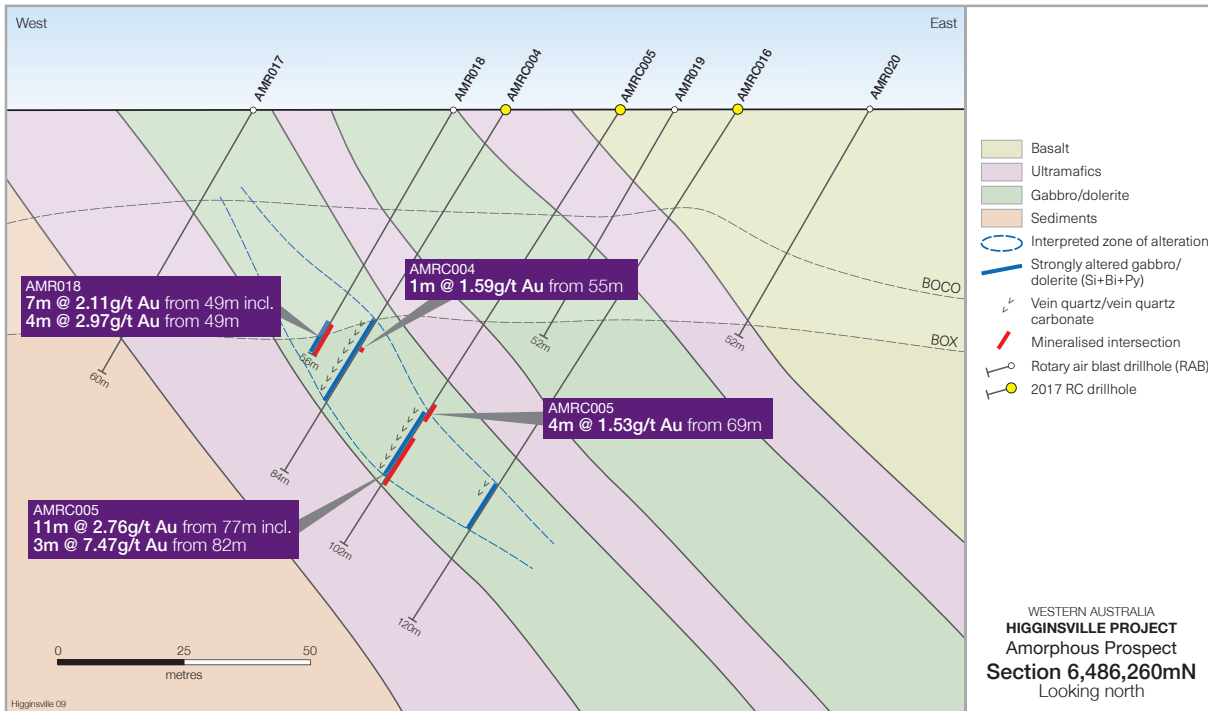 West
East
AMR017
AMR018
AMRC004
AMRC005
AMR019
AMRC016
AMR020
BOCO
BOX
AMR018
7m @ 2.11g/t Au from 49m incl.
4m @ 2.97g/t Au from 49m
AMRC004
1m @ 1.59g/t Au from 55m
AMRC005
4m @ 1.53g/t Au from 69m
AMRC005
11m @ 2.76g/t Au from 77m incl.
3m @ 7.47g/t Au from 82m
60m
56m
84m
52m
52m
102m
120m
0 25 50
metres
Higginsville 09
Basalt
Ultramafics
Gabbro/dolerite
Sediments
Interpreted zone of alteration
Strongly altered gabbro/
dolerite (Si+Bi+Py)
Vein quartz/vein quartz
carbonate
Mineralised intersection
Rotary air blast drillhole (RAB)
2017 RC drillhole
WESTERN AUSTRALIA
HIGGINSVILLE PROJECT
Amorphous Prospect
Section 6,486,260mN
Looking north